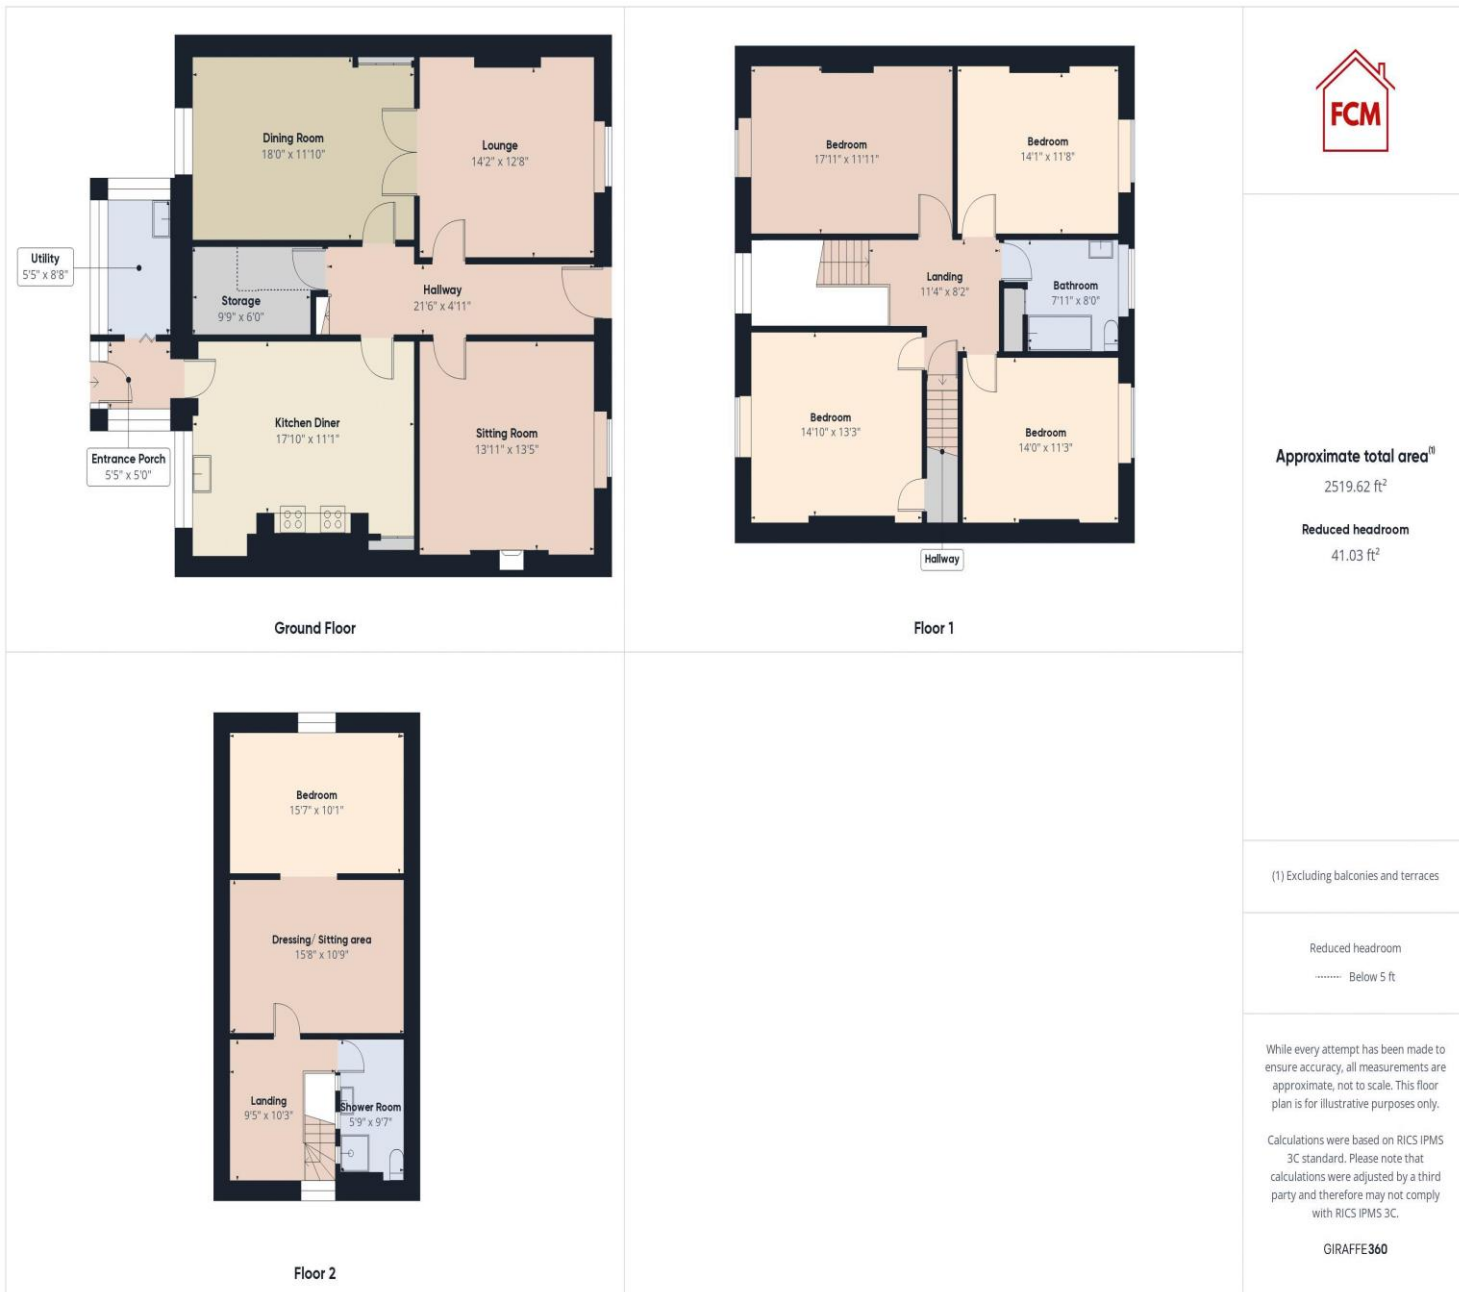 Dining Room
18'0" x 11'10"
Lounge
14'2" x 12'8"
Utility
5'5" x 8'8"
Storage
9'9" x 6'0"
Hallway
21'6" x 4'11"
Kitchen Diner
17'10" x 11'1"
Sitting Room
13'11" x 13'5"
Entrance Porch
5'5" x 5'0"
Ground Floor
Bedroom
17'11" x 11'11"
Bedroom
14'1" x 11'8"
Landing
11'4" x 8'2"
Bathroom
7'11" x 8'0"
Bedroom
14'10" x 13'3"
Bedroom
14'0" x 11'3"
Hallway
Floor 1
Bedroom
15'7" x 10'1"
Dressing/ Sitting area
15'8" x 10'9"
Landing
9'5" x 10'3"
Shower Room
5'9" x 9'7"
Floor 2
FCM
Approximate total area(1)
2519.62 ft²
Reduced headroom
41.03 ft²
(1) Excluding balconies and terraces
Reduced headroom
Below 5 ft
While every attempt has been made to
ensure accuracy, all measurements are
approximate, not to scale. This floor
plan is for illustrative purposes only.
Calculations were based on RICS IPMS
3C standard. Please note that
calculations were adjusted by a third
party and therefore may not comply
with RICS IPMS 3C.
GIRAFFE360